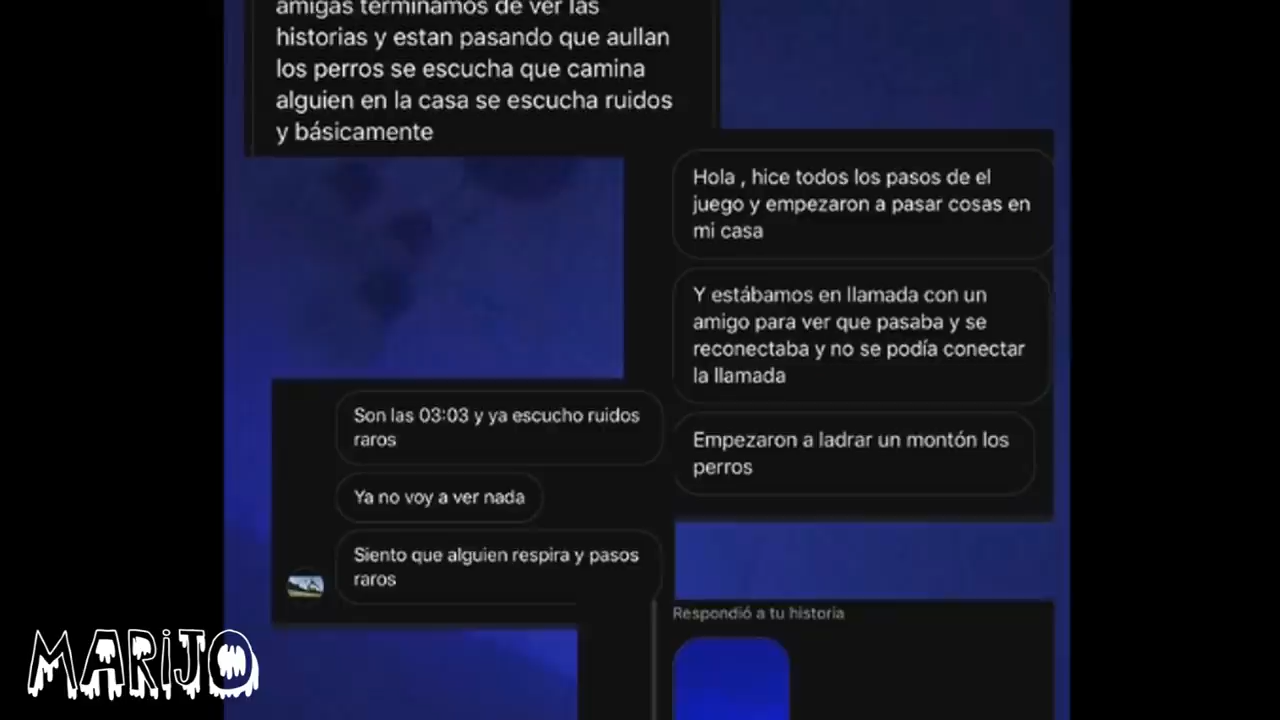 amigas terminamos de ver las
historias y estan pasando que aullan
los perros se escucha que camina
alguien en la casa se escucha ruidos
y básicamente
Hola , hice todos los pasos de el
juego y empezaron a pasar cosas en
mi casa
Y estábamos en llamada con un
amigo para ver que pasaba y se
reconectaba y no se podía conectar
la llamada
Empezaron a ladrar un montón los
perros
Son las 03:03 y ya escucho ruidos
raros
Ya no voy a ver nada
Siento que alguien respira y pasos
raros
Respondió a tu historia
MARiJO